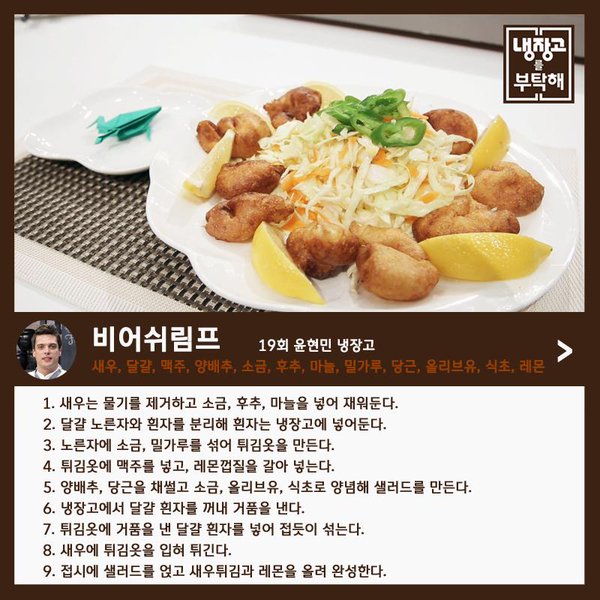 냉장고
를
부탁해
비어쉬림프 19회 윤현민 냉장고
새우, 달걀, 맥주, 양배추, 소금, 후추, 마늘, 밀가루, 당근, 올리브유, 식초, 레몬
1. 새우는 물기를 제거하고 소금, 후추, 마늘을 넣어 재워둔다.
2. 달걀 노른자와 흰자를 분리해 흰자는 냉장고에 넣어둔다.
3. 노른자에 소금, 밀가루를 섞어 튀김옷을 만든다.
4. 튀김옷에 맥주를 넣고, 레몬껍질을 갈아 넣는다.
5. 양배추, 당근을 채썰고 소금, 올리브유, 식초로 양념해 샐러드를 만든다.
6. 냉장고에서 달걀 흰자를 꺼내 거품을 낸다.
7. 튀김옷에 거품을 낸 달걀 흰자를 넣어 접듯이 섞는다.
8. 새우에 튀김옷을 입혀 튀긴다.
9. 접시에 샐러드를 얹고 새우튀김과 레몬을 올려 완성한다.